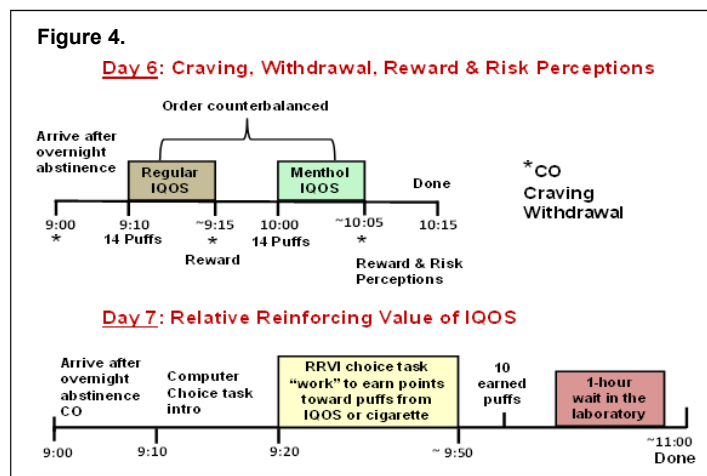 Figure 4.
Day 6: Craving, Withdrawal, Reward & Risk Perceptions
Order counterbalanced
Arrive after
overnight
abstinence
Regular
IQOS
Menthol
IQOS
Done
*CO
Craving
Withdrawal
9:00
9:10
~9:15
10:00
~10:05
10:15
*
14 Puffs
*
14 Puffs
*
Reward
Reward & Risk
Perceptions
Day 7: Relative Reinforcing Value of IQOS
Arrive after
overnight
abstinence
CO
Computer
Choice task
intro
RRVI choice task
“work” to earn points
toward puffs from
IQOS or cigarette
10
earned
puffs
1-hour
wait in the
laboratory
9:00
9:10
9:20
~ 9:50
~11:00
Done